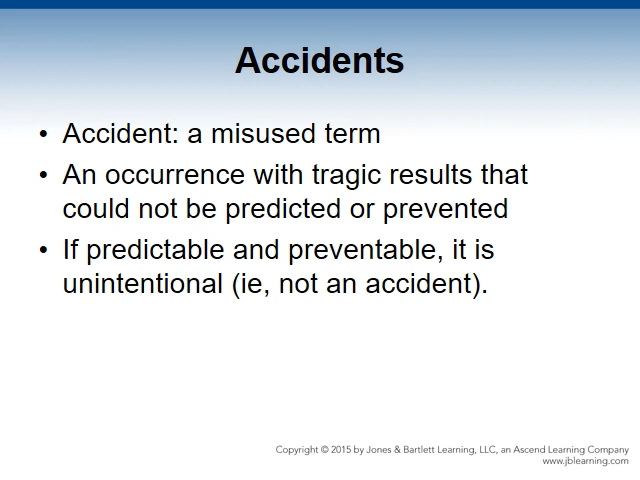 Accidents
• Accident: a misused term
• An occurrence with tragic results that
could not be predicted or prevented
• If predictable and preventable, it is
unintentional (ie, not an accident).
Copyright © 2015 by Jones & Bartlett Learning, LLC, an Ascend Learning Company
www.jblearning.com